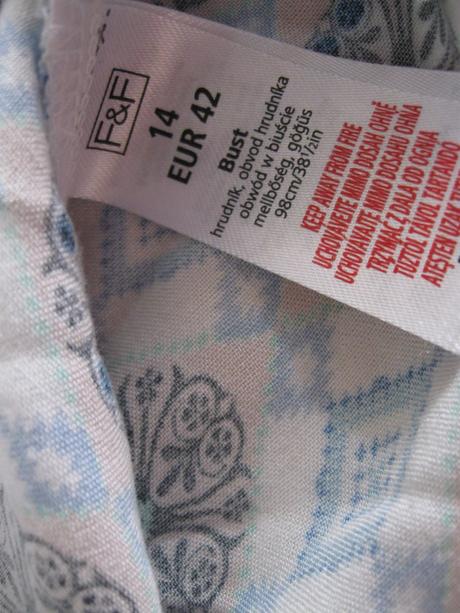 F&F
14
EUR 42
Bust
hrudník, obvod hrudníka
obwód w biuście
mellbőség, göğüs
98cm/38½in
KEEP AWAY FROM FIRE
UCHOVÁVEJTE MIMO DOSAH OHNĚ
UCHOVÁVAJTE MIMO DOSAHU OHŇA
TRZYMAĆ Z DALA OD OGNIA
TŰZTŐL TÁVOL TARTANDÓ
ATEŞTEN UZAK